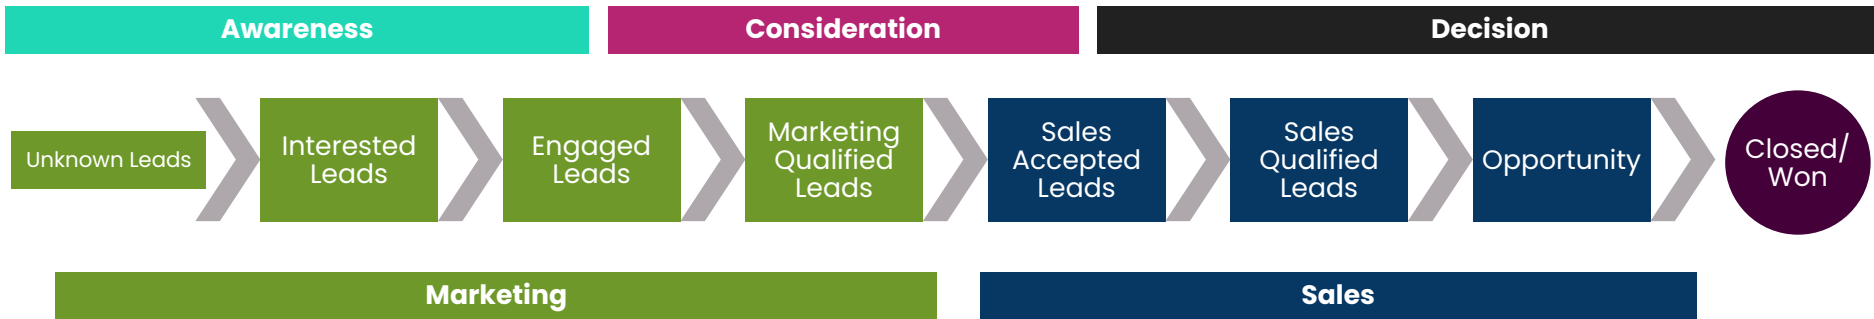 Awareness
Consideration
Decision
Unknown Leads
Interested
Leads
Engaged
Leads
Marketing
Qualified
Leads
Sales
Accepted
Leads
Sales
Qualified
Leads
Opportunity
Closed/
Won
Marketing
Sales